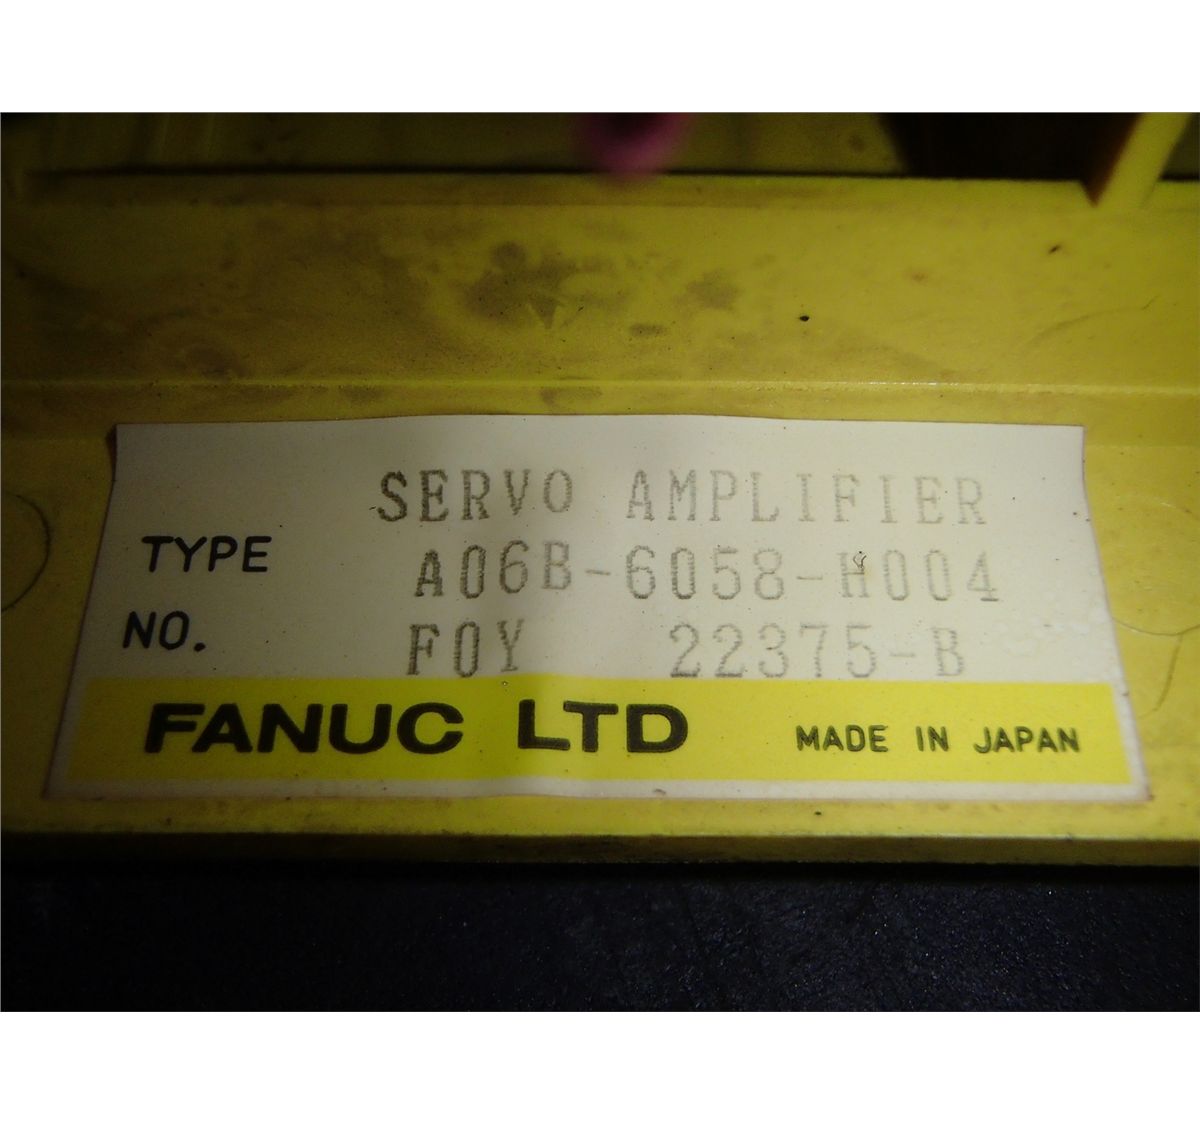 SERVO AMPLIFIER
TYPE A06B-6058-H004
NO. F0Y 22375-B
FANUC LTD MADE IN JAPAN